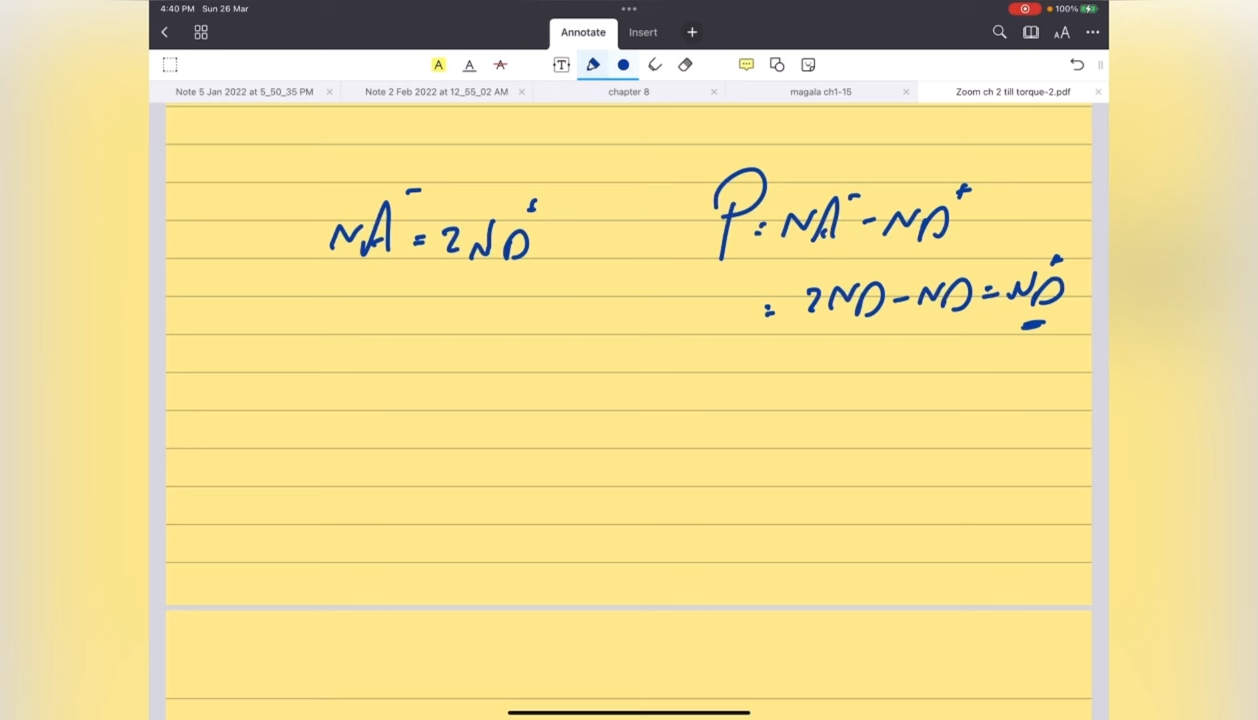 4:40 PM Sun 26 Mar
100%
Annotate
Insert
AA
A A A T
Note 5 Jan 2022 at 5_50_35 PM
Note 2 Feb 2022 at 12_55_02 AM
chapter 8
magala ch1-15
Zoom ch 2 till torque-2.pdf
NA⁻ = 2ND⁺
P = NA⁻ - ND⁺
= 2ND - ND = ND⁺